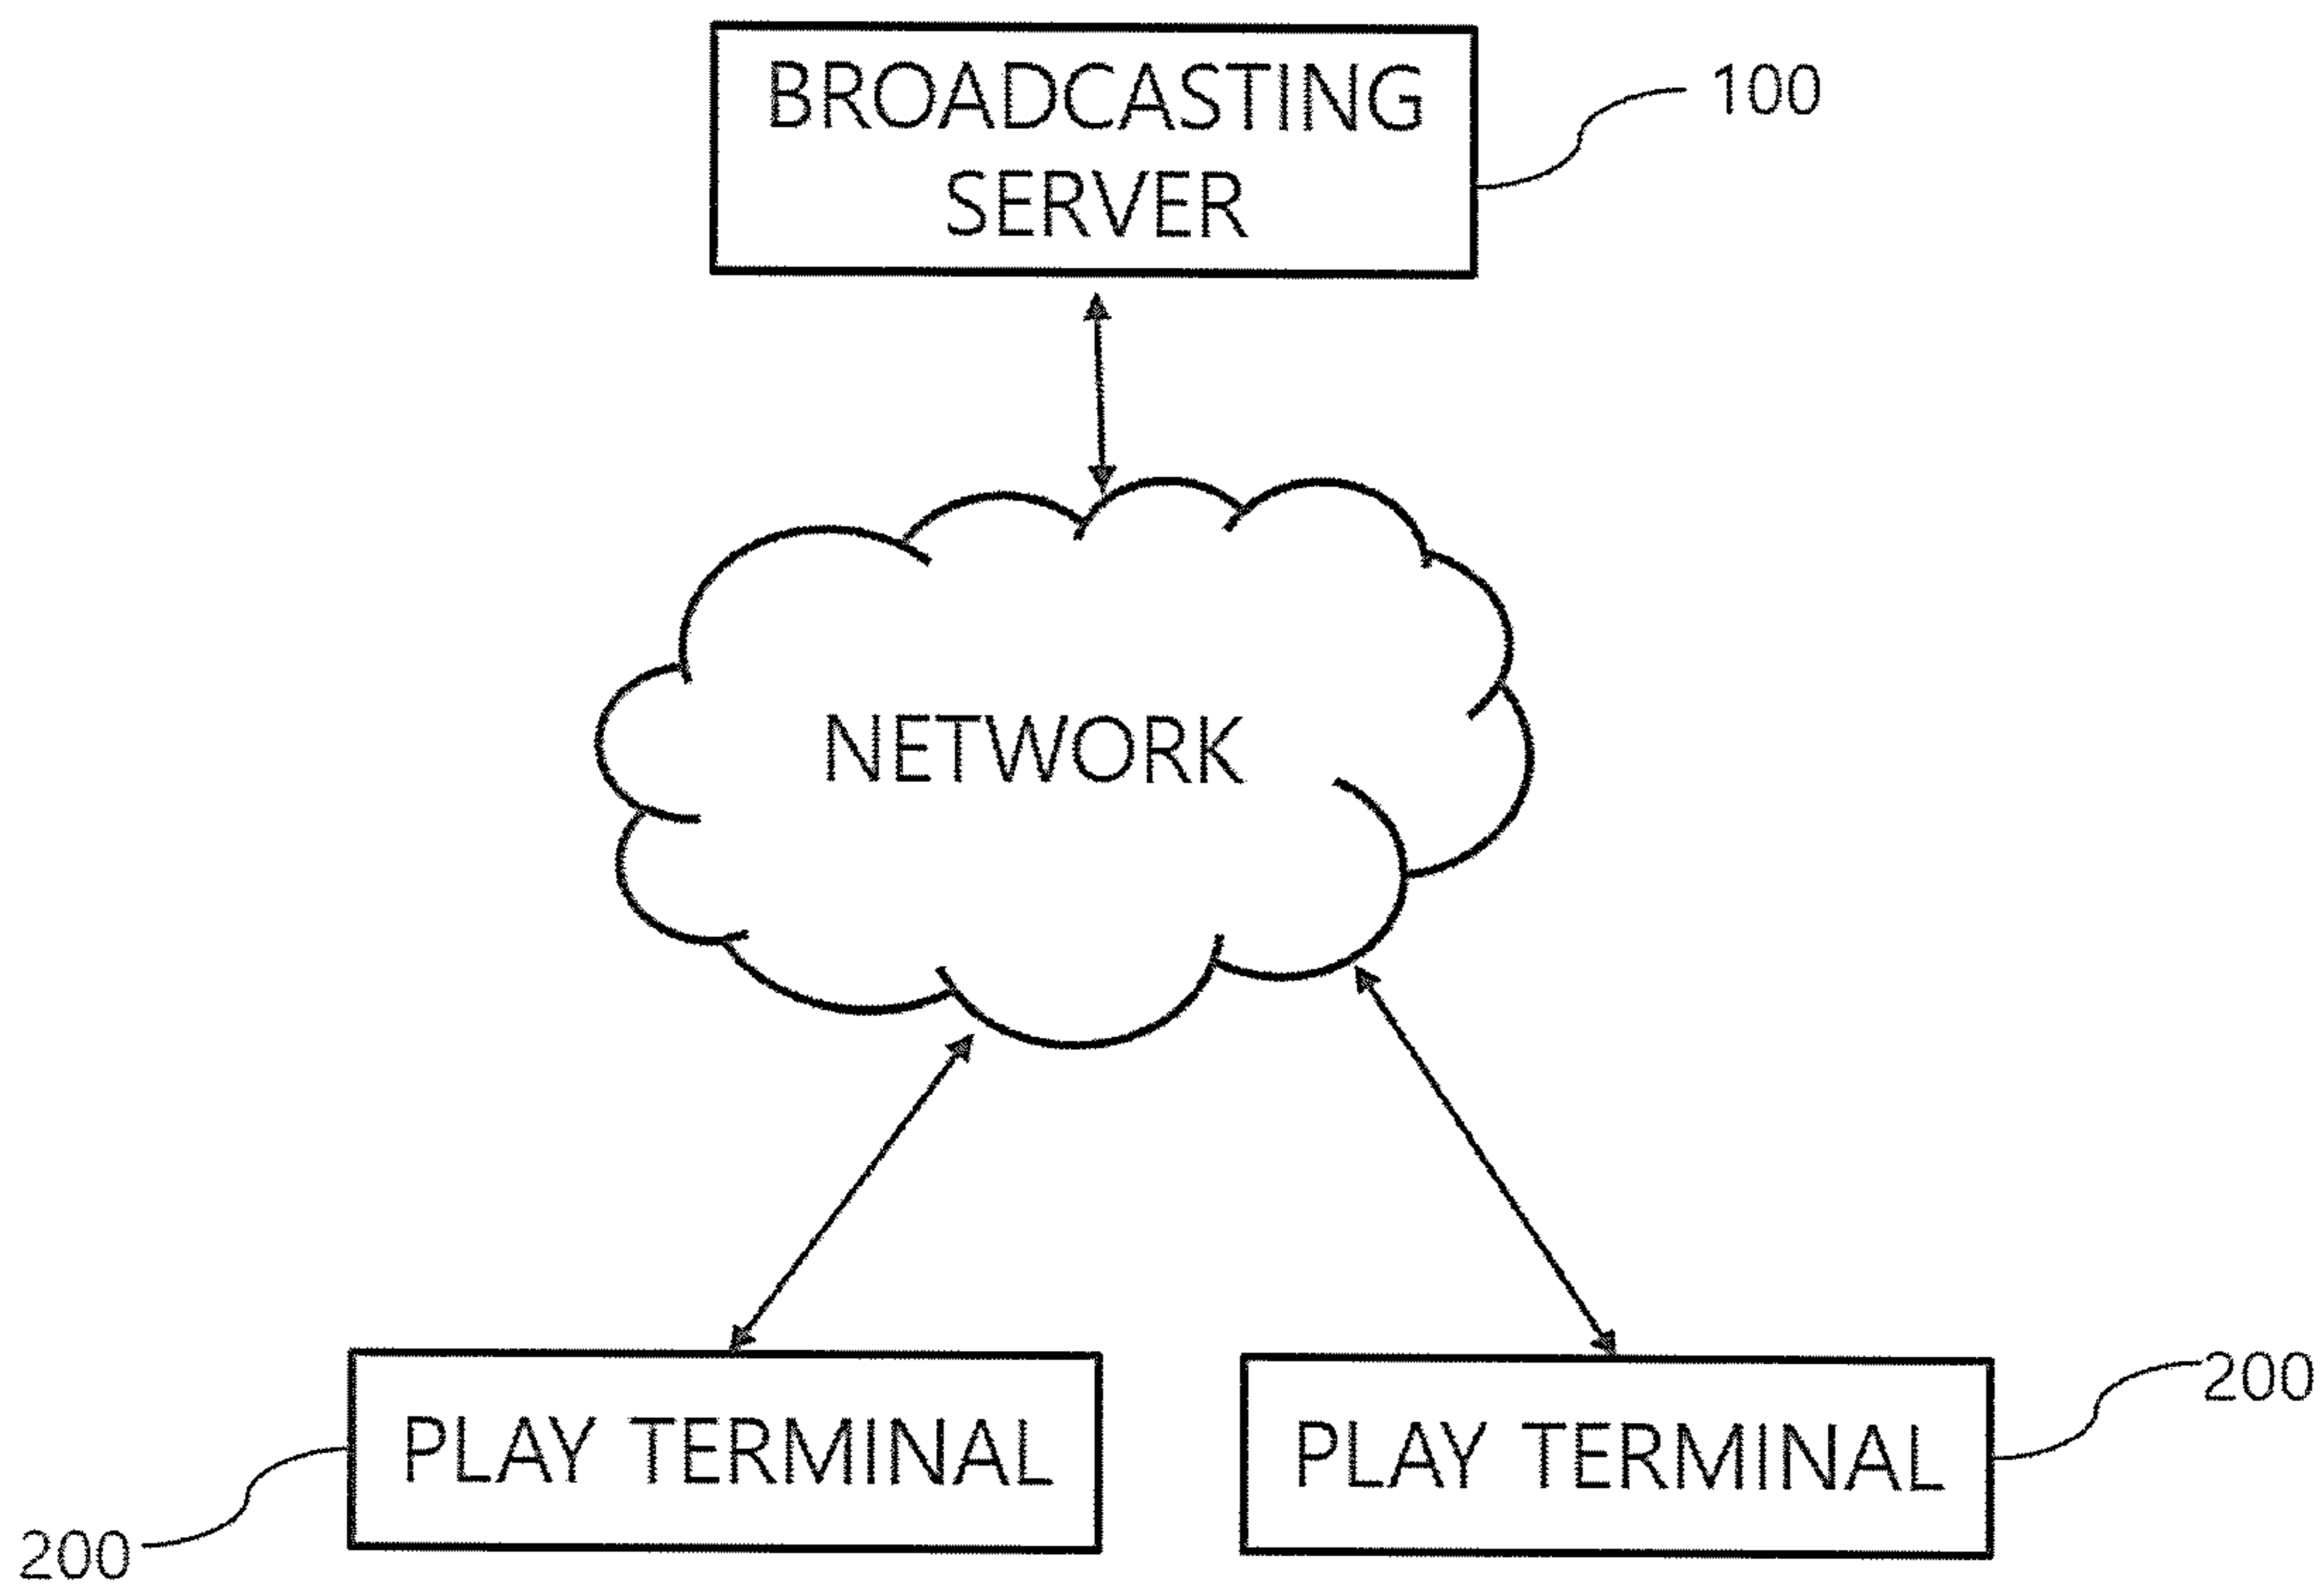 BROADCASTING
SERVER
100
NETWORK
PLAY TERMINAL
200
PLAY TERMINAL
200